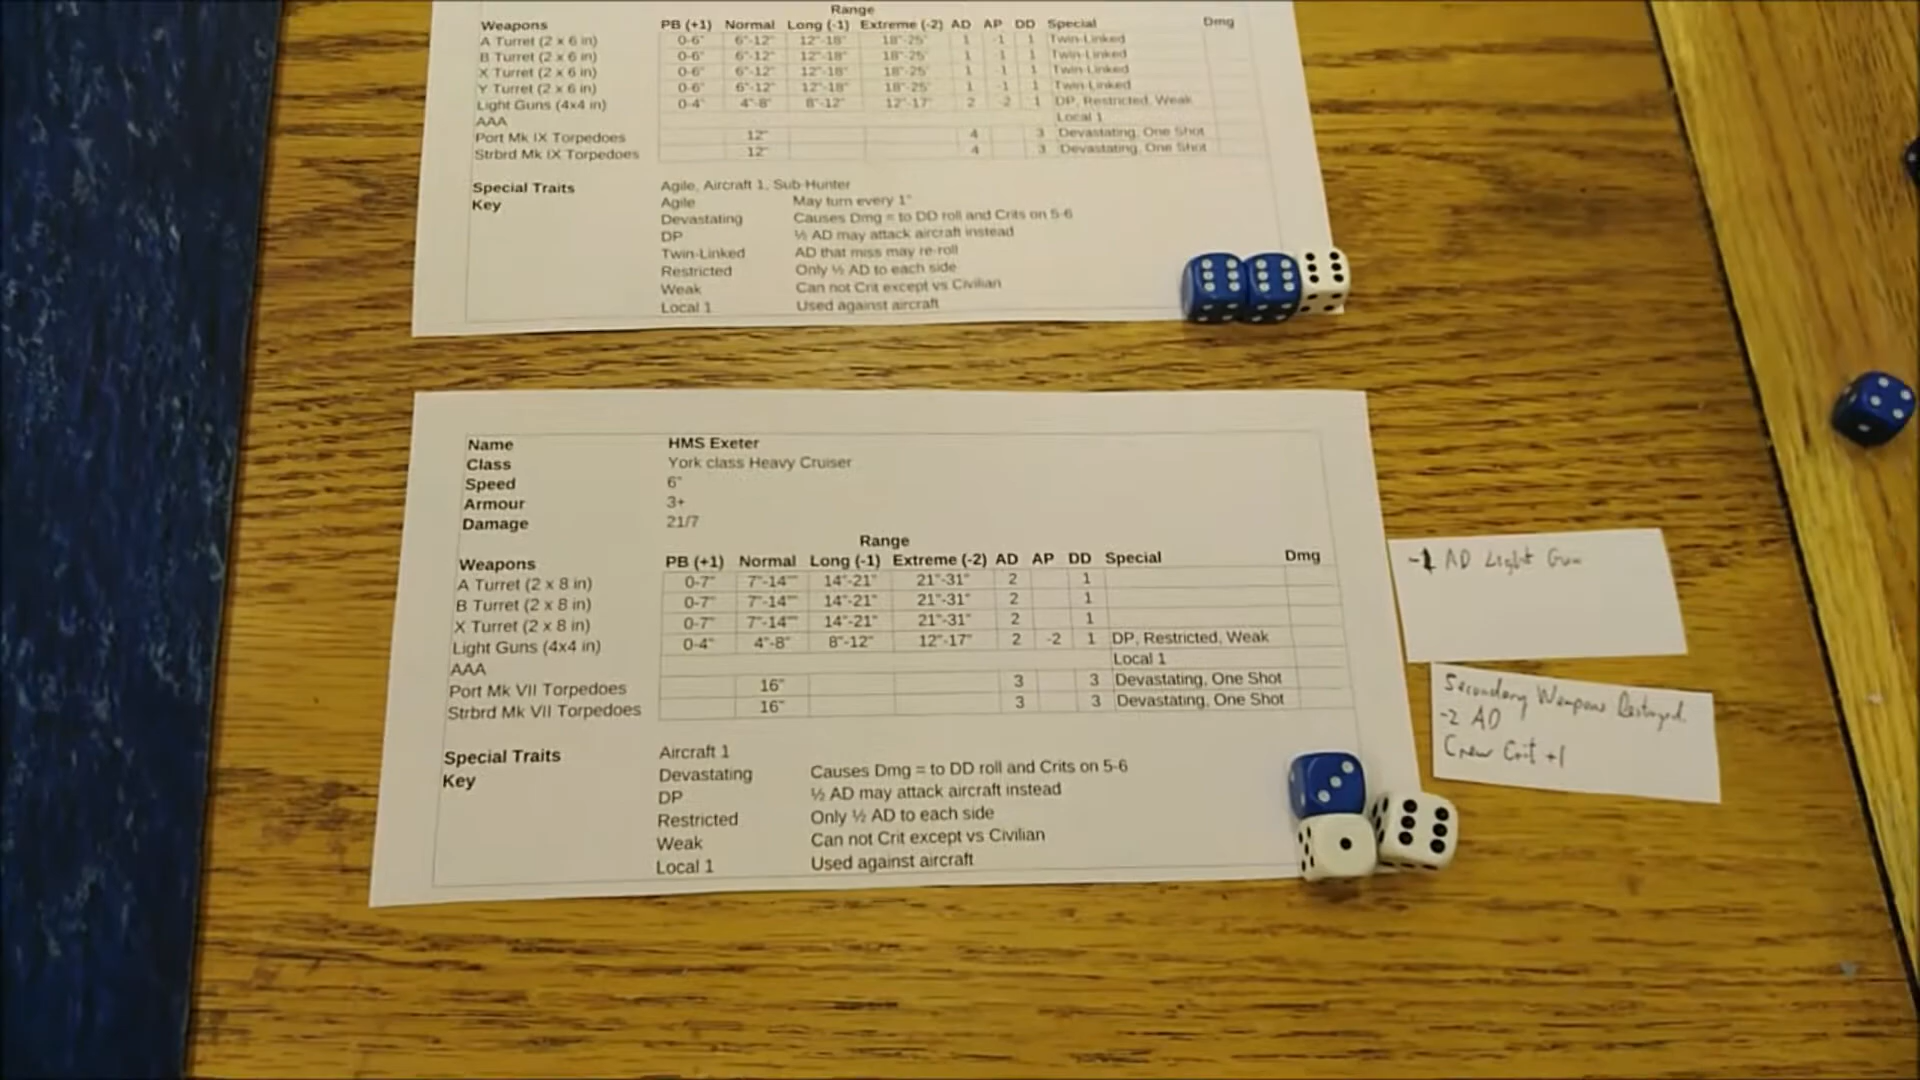 Range
Weapons PB (+1) Normal Long (-1) Extreme (-2) AD AP DD Special Dmg
A Turret (2 x 6 in) 0-6" 6"-12" 12"-18" 18"-25" 1 -1 1 Twin-Linked
B Turret (2 x 6 in) 0-6" 6"-12" 12"-18" 18"-25" 1 -1 1 Twin-Linked
X Turret (2 x 6 in) 0-6" 6"-12" 12"-18" 18"-25" 1 -1 1 Twin-Linked
Y Turret (2 x 6 in) 0-6" 6"-12" 12"-18" 18"-25" 1 -1 1 Twin-Linked
Light Guns (4x4 in) 0-4" 4"-8" 8"-12" 12"-17" 2 -2 1 DP, Restricted, Weak
AAA Local 1
Port Mk IX Torpedoes 12" 4 3 Devastating, One Shot
Strbrd Mk IX Torpedoes 12" 4 3 Devastating, One Shot
Special Traits Agile, Aircraft 1, Sub-Hunter
Key Agile May turn every 1"
Devastating Causes Dmg = to DD roll and Crits on 5-6
DP ½ AD may attack aircraft instead
Twin-Linked AD that miss may re-roll
Restricted Only ½ AD to each side
Weak Can not Crit except vs Civilian
Local 1 Used against aircraft
Name HMS Exeter
Class York class Heavy Cruiser
Speed 6"
Armour 3+
Damage 21/7
Range
Weapons PB (+1) Normal Long (-1) Extreme (-2) AD AP DD Special Dmg
A Turret (2 x 8 in) 0-7" 7"-14"" 14"-21" 21"-31" 2 1
B Turret (2 x 8 in) 0-7" 7"-14"" 14"-21" 21"-31" 2 1
X Turret (2 x 8 in) 0-7" 7"-14"" 14"-21" 21"-31" 2 1
Light Guns (4x4 in) 0-4" 4"-8" 8"-12" 12"-17" 2 -2 1 DP, Restricted, Weak
AAA Local 1
Port Mk VII Torpedoes 16" 3 3 Devastating, One Shot
Strbrd Mk VII Torpedoes 16" 3 3 Devastating, One Shot
Special Traits Aircraft 1
Key Devastating Causes Dmg = to DD roll and Crits on 5-6
DP ½ AD may attack aircraft instead
Restricted Only ½ AD to each side
Weak Can not Crit except vs Civilian
Local 1 Used against aircraft
-1 AD Light Gun
Secondary Weapons Destroyed
-2 AD
Crew Crit +1